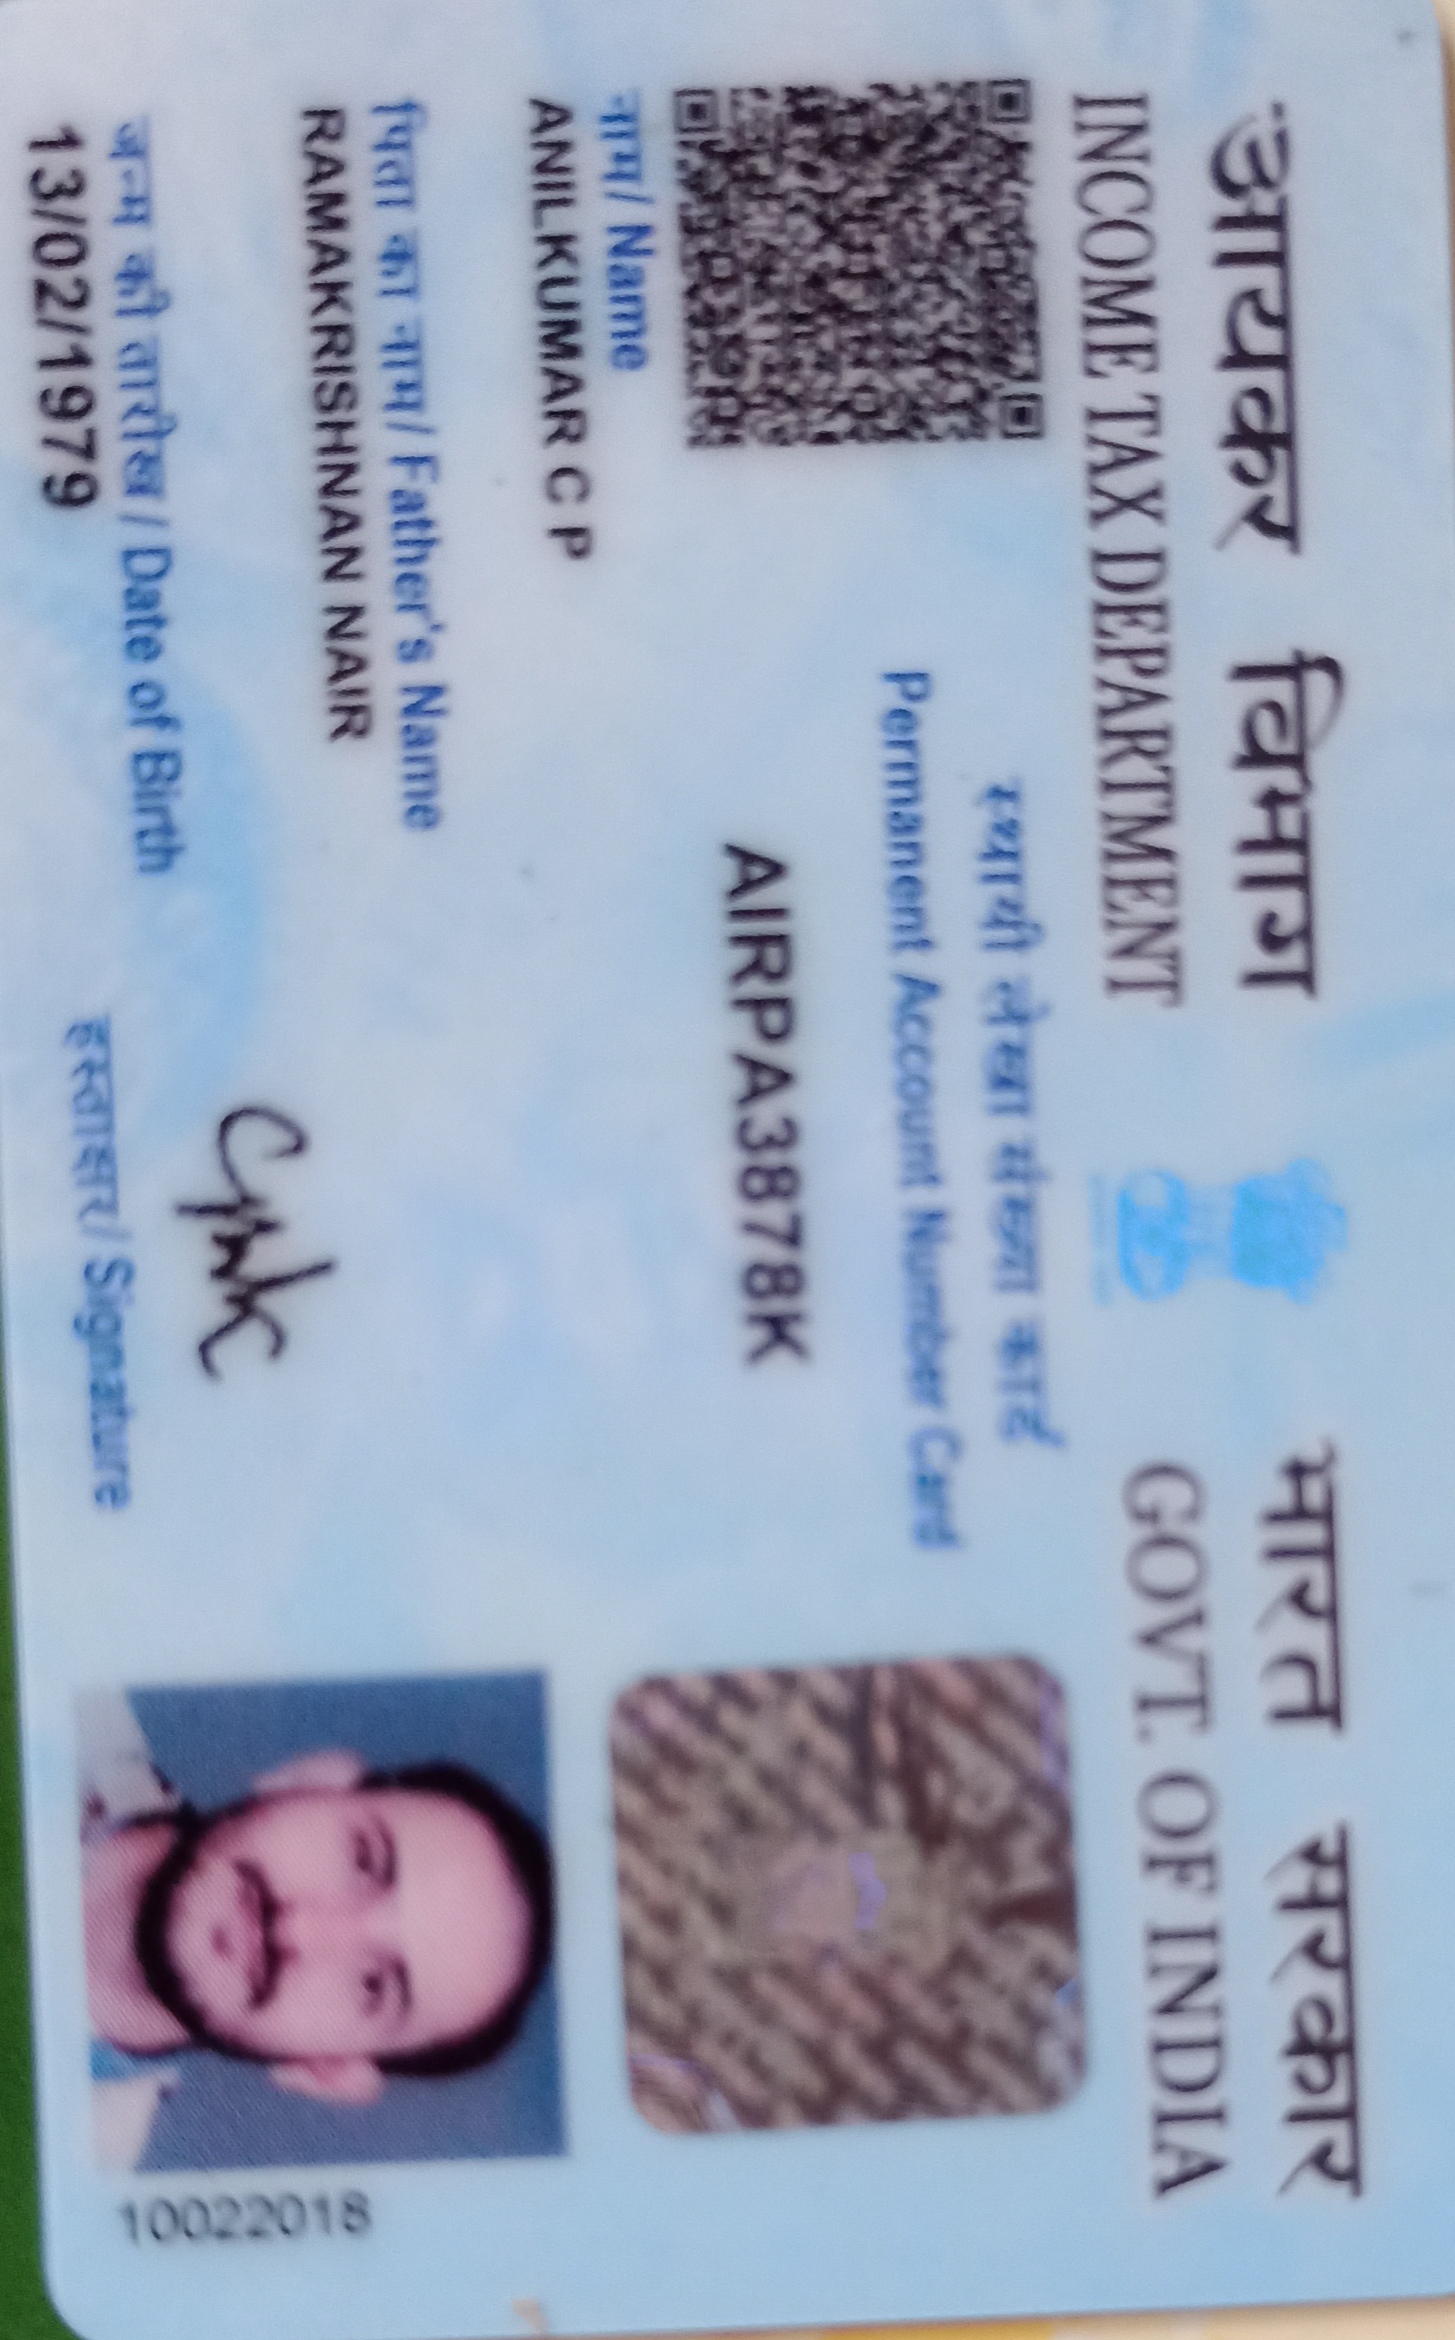 आयकर विभाग
INCOME TAX DEPARTMENT
भारत सरकार
GOVT. OF INDIA
स्थायी लेखा संख्या कार्ड
Permanent Account Number Card
AIRPA3878K
नाम/ Name
ANILKUMAR C P
पिता का नाम/ Father's Name
RAMAKRISHNAN NAIR
जन्म की तारीख / Date of Birth
13/02/1979
हस्ताक्षर/ Signature
10022018